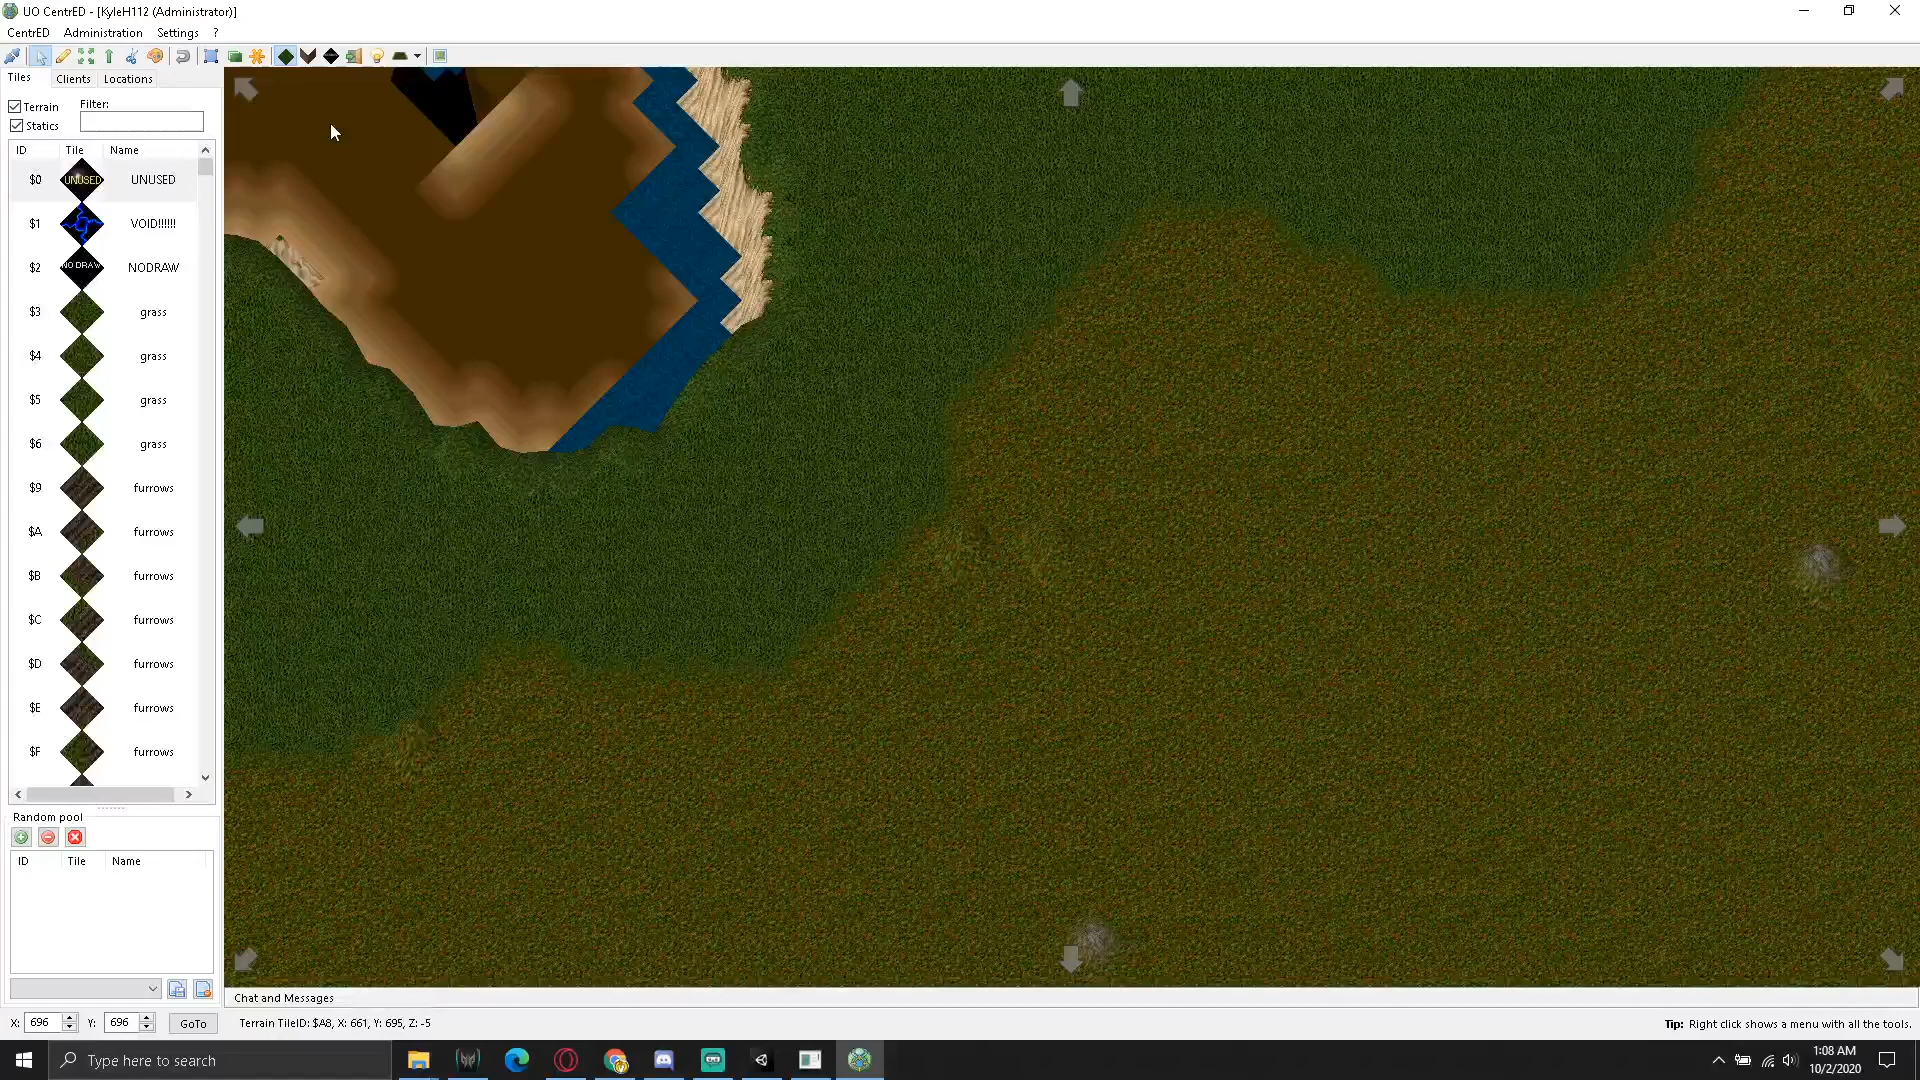 UO CentrED - [KyleH112 (Administrator)]
CentrED Administration Settings ?
Tiles Clients Locations
Terrain
Filter:
Statics
ID Tile Name
$0 UNUSED UNUSED
$1 VOID!!!!!!
$2 NO DRAW NODRAW
$3 grass
$4 grass
$5 grass
$6 grass
$9 furrows
$A furrows
$B furrows
$C furrows
$D furrows
$E furrows
$F furrows
Random pool
ID Tile Name
Chat and Messages
X: 696 Y: 696 GoTo Terrain TileID: $A8, X: 661, Y: 695, Z: -5 Tip: Right click shows a menu with all the tools.
Type here to search
1:08 AM
10/2/2020